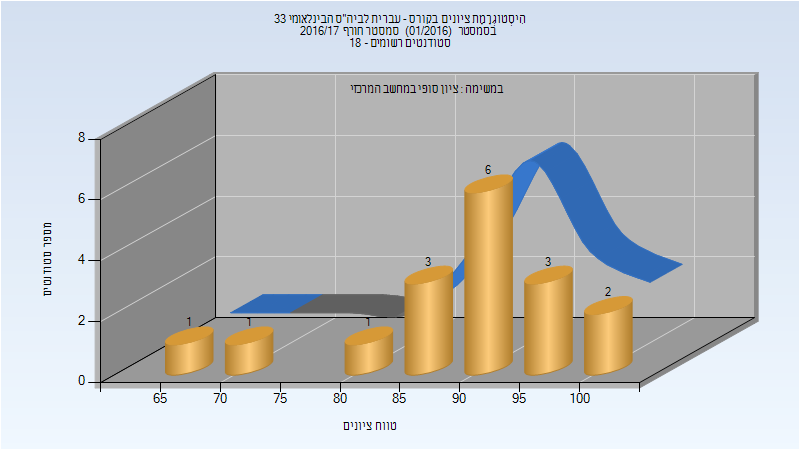 היסטוגרמת ציונים בקורס - עברית לביה"ס הבינלאומי 33
בסמסטר (01/2016) סמסטר חורף 2016/17
סטודנטים רשומים - 18
במשימה : ציון סופי במחשב המרכזי
8
6
4
2
0
מספר סטודנטים
1
1
1
3
6
3
2
65 70 75 80 85 90 95 100
טווח ציונים